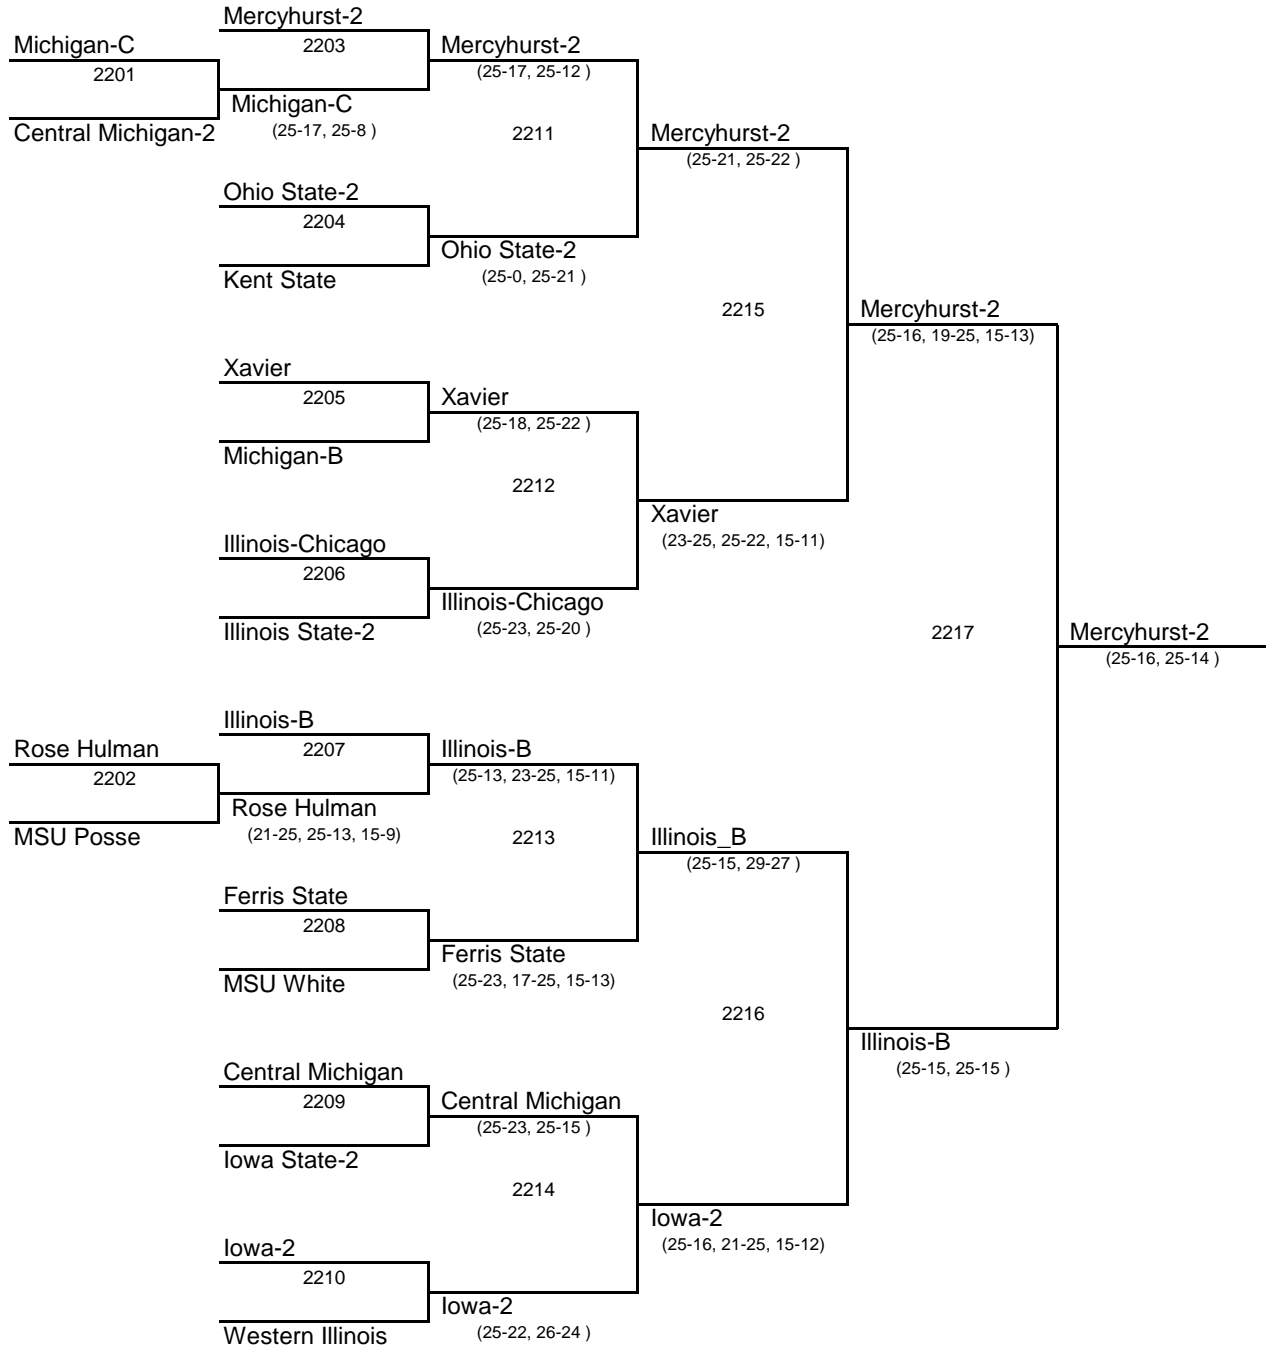 Mercyhurst-2
Michigan-C
2203
Mercyhurst-2
2201
(25-17, 25-12 )
Michigan-C
Central Michigan-2
(25-17, 25-8 )
2211
Mercyhurst-2
(25-21, 25-22 )
Ohio State-2
2204
Ohio State-2
Kent State
(25-0, 25-21 )
2215
Mercyhurst-2
(25-16, 19-25, 15-13)
Xavier
2205
Xavier
(25-18, 25-22 )
Michigan-B
2212
Xavier
(23-25, 25-22, 15-11)
Illinois-Chicago
2206
Illinois-Chicago
Illinois State-2
(25-23, 25-20 )
2217
Mercyhurst-2
(25-16, 25-14 )
Illinois-B
Rose Hulman
2207
Illinois-B
2202
(25-13, 23-25, 15-11)
Rose Hulman
MSU Posse
(21-25, 25-13, 15-9)
2213
Illinois_B
(25-15, 29-27 )
Ferris State
2208
Ferris State
MSU White
(25-23, 17-25, 15-13)
2216
Illinois-B
(25-15, 25-15 )
Central Michigan
2209
Central Michigan
(25-23, 25-15 )
Iowa State-2
2214
Iowa-2
(25-16, 21-25, 15-12)
Iowa-2
2210
Iowa-2
Western Illinois
(25-22, 26-24 )